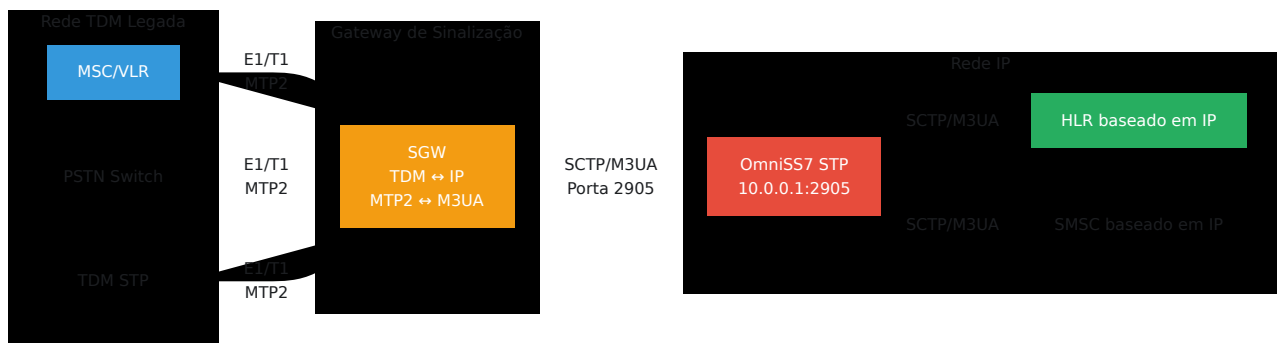 Rede TDM Legada
MSC/VLR
PSTN Switch
TDM STP
E1/T1
MTP2
E1/T1
MTP2
E1/T1
MTP2
Gateway de Sinalização
SGW
TDM ↔ IP
MTP2 ↔ M3UA
SCTP/M3UA
Porta 2905
Rede IP
OmniSS7 STP
10.0.0.1:2905
SCTP/M3UA
HLR baseado em IP
SCTP/M3UA
SMSC baseado em IP